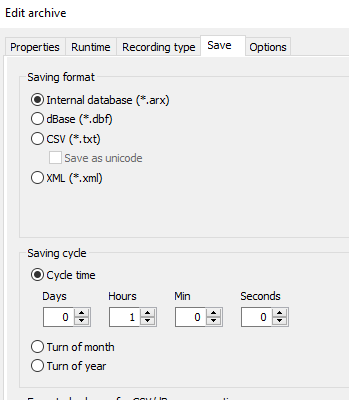 Edit archive
Properties Runtime Recording type Save Options
Saving format
Internal database (*.arx)
dBase (*.dbf)
CSV (*.txt)
Save as unicode
XML (*.xml)
Saving cycle
Cycle time
Days Hours Min Seconds
0 1 0 0
Turn of month
Turn of year